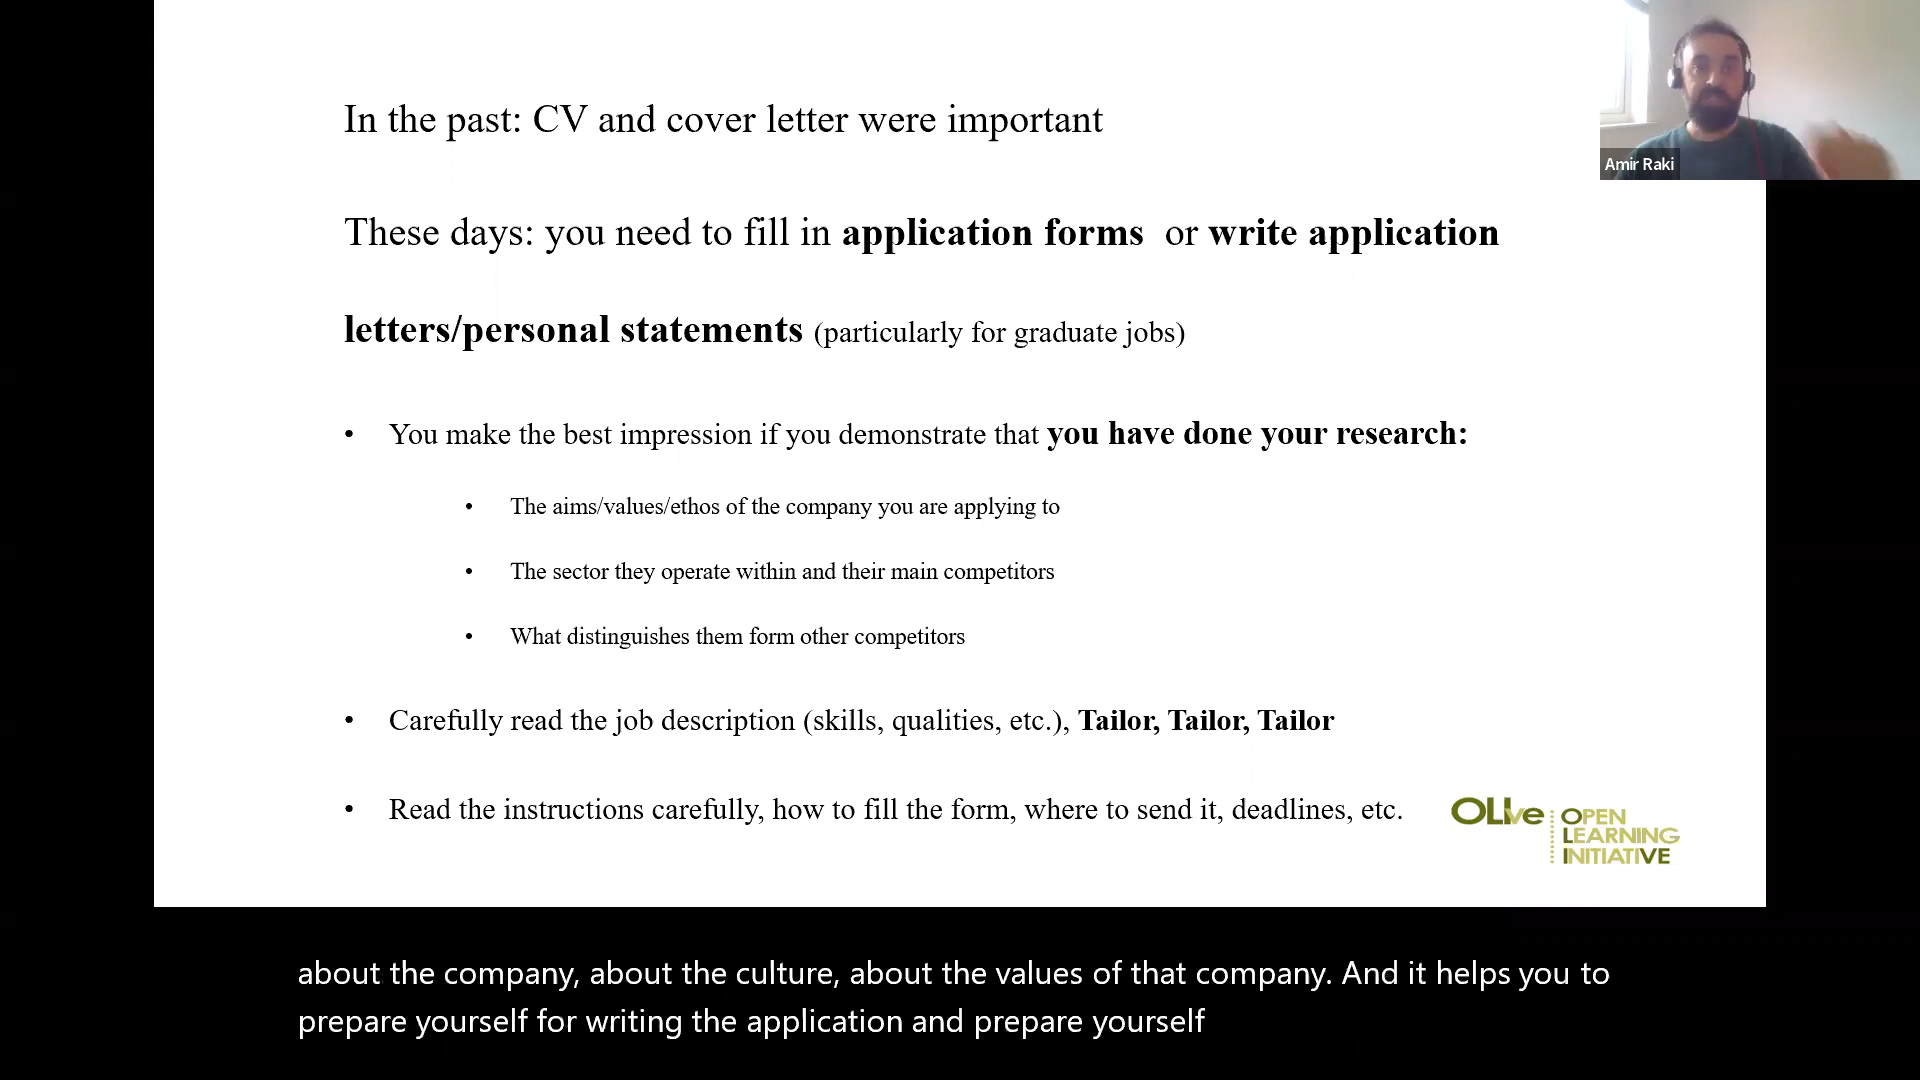 In the past: CV and cover letter were important
Amir Raki
These days: you need to fill in application forms or write application
letters/personal statements (particularly for graduate jobs)
• You make the best impression if you demonstrate that you have done your research:
• The aims/values/ethos of the company you are applying to
• The sector they operate within and their main competitors
• What distinguishes them form other competitors
• Carefully read the job description (skills, qualities, etc.), Tailor, Tailor, Tailor
• Read the instructions carefully, how to fill the form, where to send it, deadlines, etc.
OLIve
OPEN
LEARNING
INITIATIVE
about the company, about the culture, about the values of that company. And it helps you to
prepare yourself for writing the application and prepare yourself